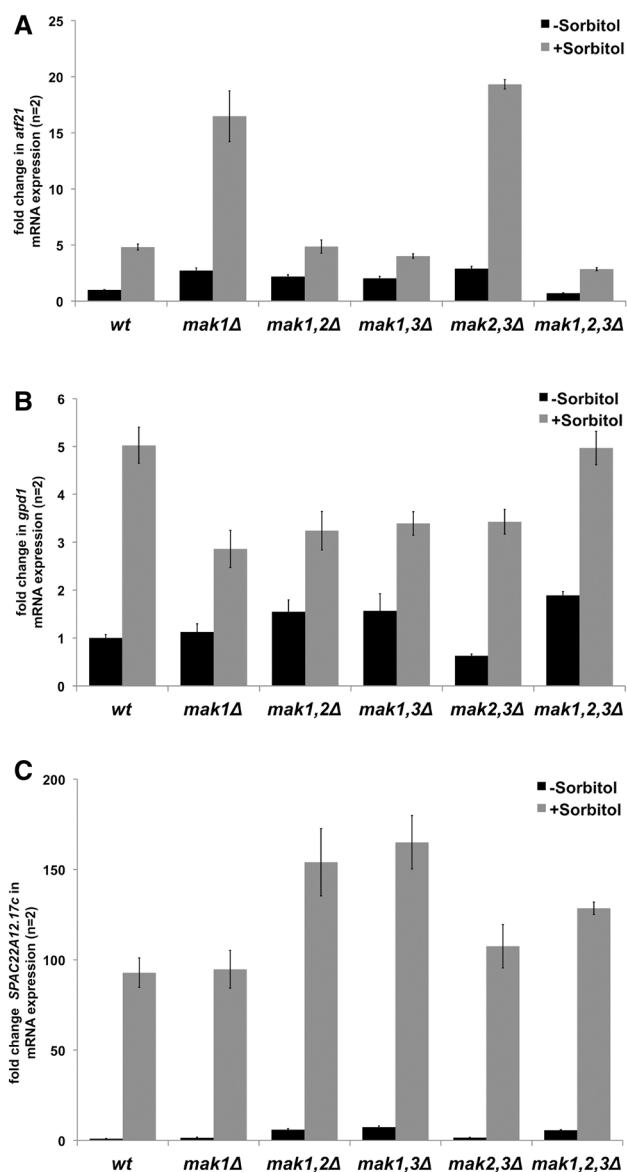 A
-Sorbitol
+Sorbitol
fold change in atf21
mRNA expression (n=2)
25
20
15
10
5
0
wt mak1Δ mak1,2Δ mak1,3Δ mak2,3Δ mak1,2,3Δ
B
-Sorbitol
+Sorbitol
fold change in gpd1
mRNA expression (n=2)
6
5
4
3
2
1
0
wt mak1Δ mak1,2Δ mak1,3Δ mak2,3Δ mak1,2,3Δ
C
-Sorbitol
+Sorbitol
fold change SPAC22A12.17c in
mRNA expression (n=2)
200
150
100
50
0
wt mak1Δ mak1,2Δ mak1,3Δ mak2,3Δ mak1,2,3Δ